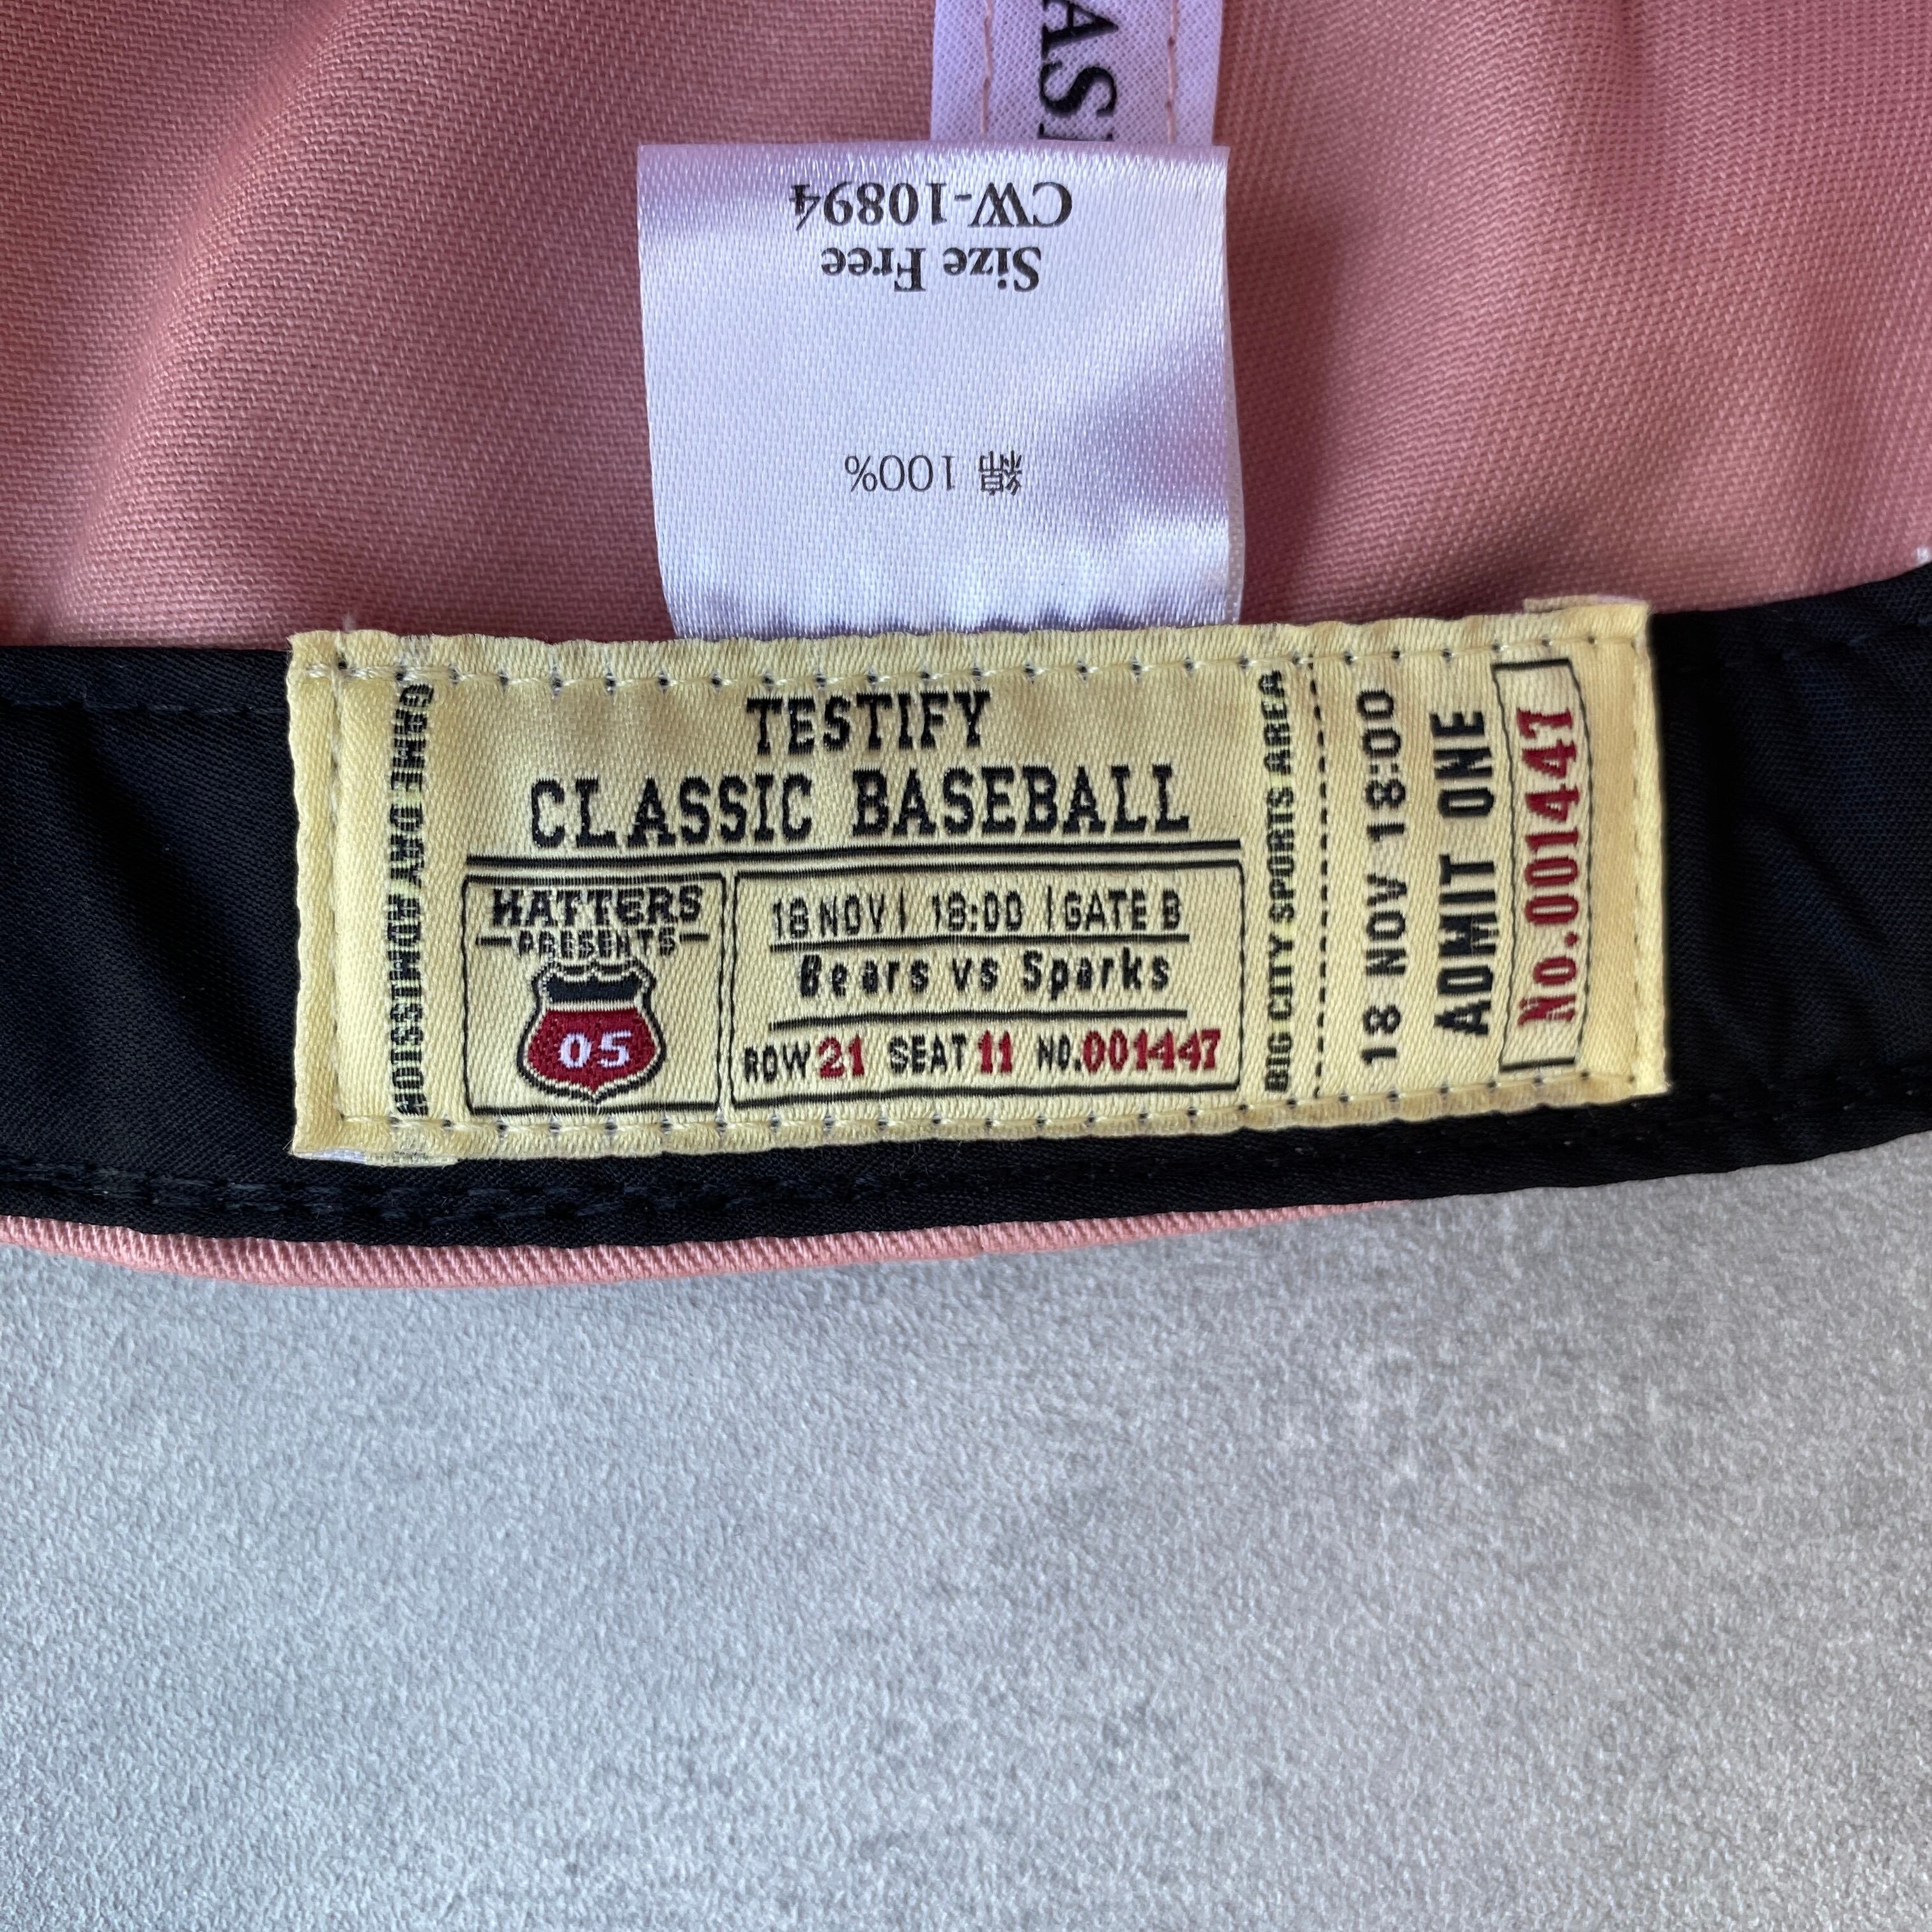 ASI
CW-10894
Size Free
綿 100%
GAME DAY ADMISSION
TESTIFY
CLASSIC BASEBALL
HATTERS
PRESENTS
05
18 NOV | 18:00 | GATE B
Bears vs Sparks
ROW 21 SEAT 11 NO.001447
BIG CITY SPORTS AREA
18 NOV 18:00
ADMIT ONE
No.001447